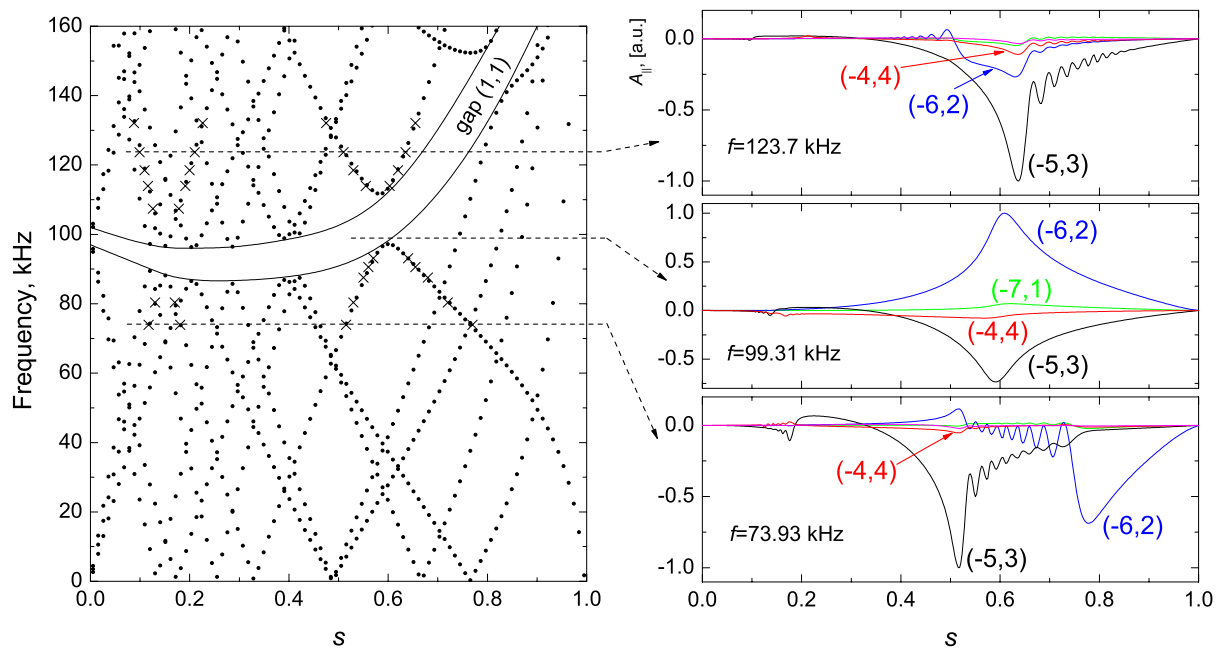 160
140
120
100
80
60
40
20
0
Frequency, kHz
0.0 0.2 0.4 0.6 0.8 1.0
s
gap (1,1)
A||, [a.u.]
0.0
-0.5
-1.0
(-4,4)
(-6,2)
(-5,3)
f=123.7 kHz
1.0
0.5
0.0
-0.5
(-6,2)
(-7,1)
(-4,4)
(-5,3)
f=99.31 kHz
0.0
-0.5
-1.0
(-4,4)
(-6,2)
(-5,3)
f=73.93 kHz
0.0 0.2 0.4 0.6 0.8 1.0
s